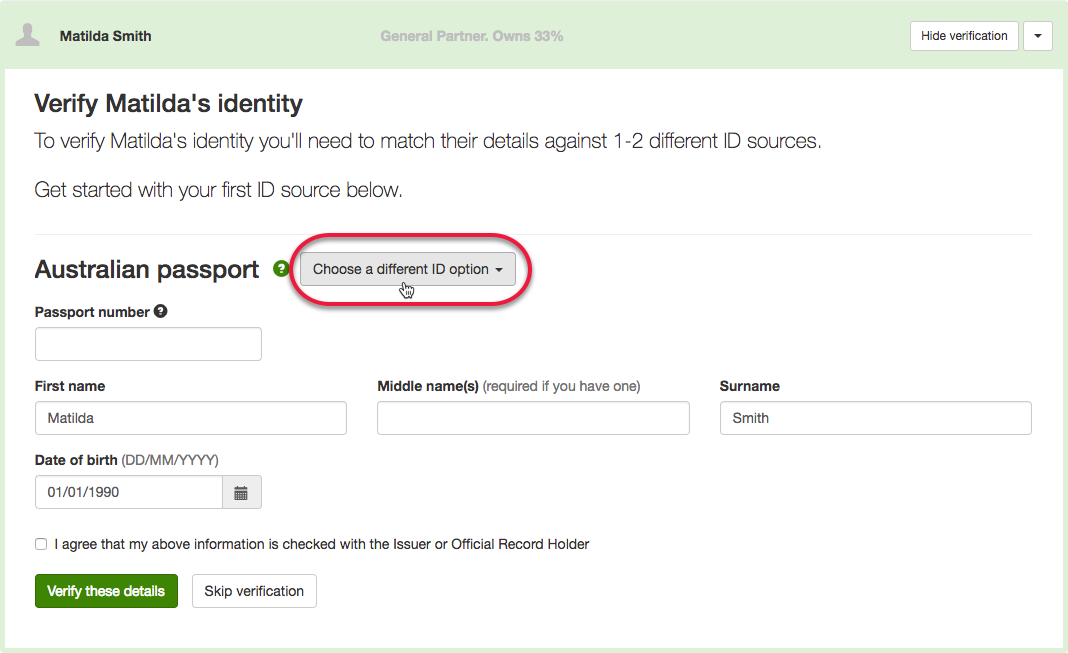 Matilda Smith General Partner. Owns 33% Hide verification
Verify Matilda's identity
To verify Matilda's identity you'll need to match their details against 1-2 different ID sources.
Get started with your first ID source below.
Australian passport ? Choose a different ID option
Passport number ?
First name Middle name(s) (required if you have one) Surname
Matilda Smith
Date of birth (DD/MM/YYYY)
01/01/1990
I agree that my above information is checked with the Issuer or Official Record Holder
Verify these details Skip verification